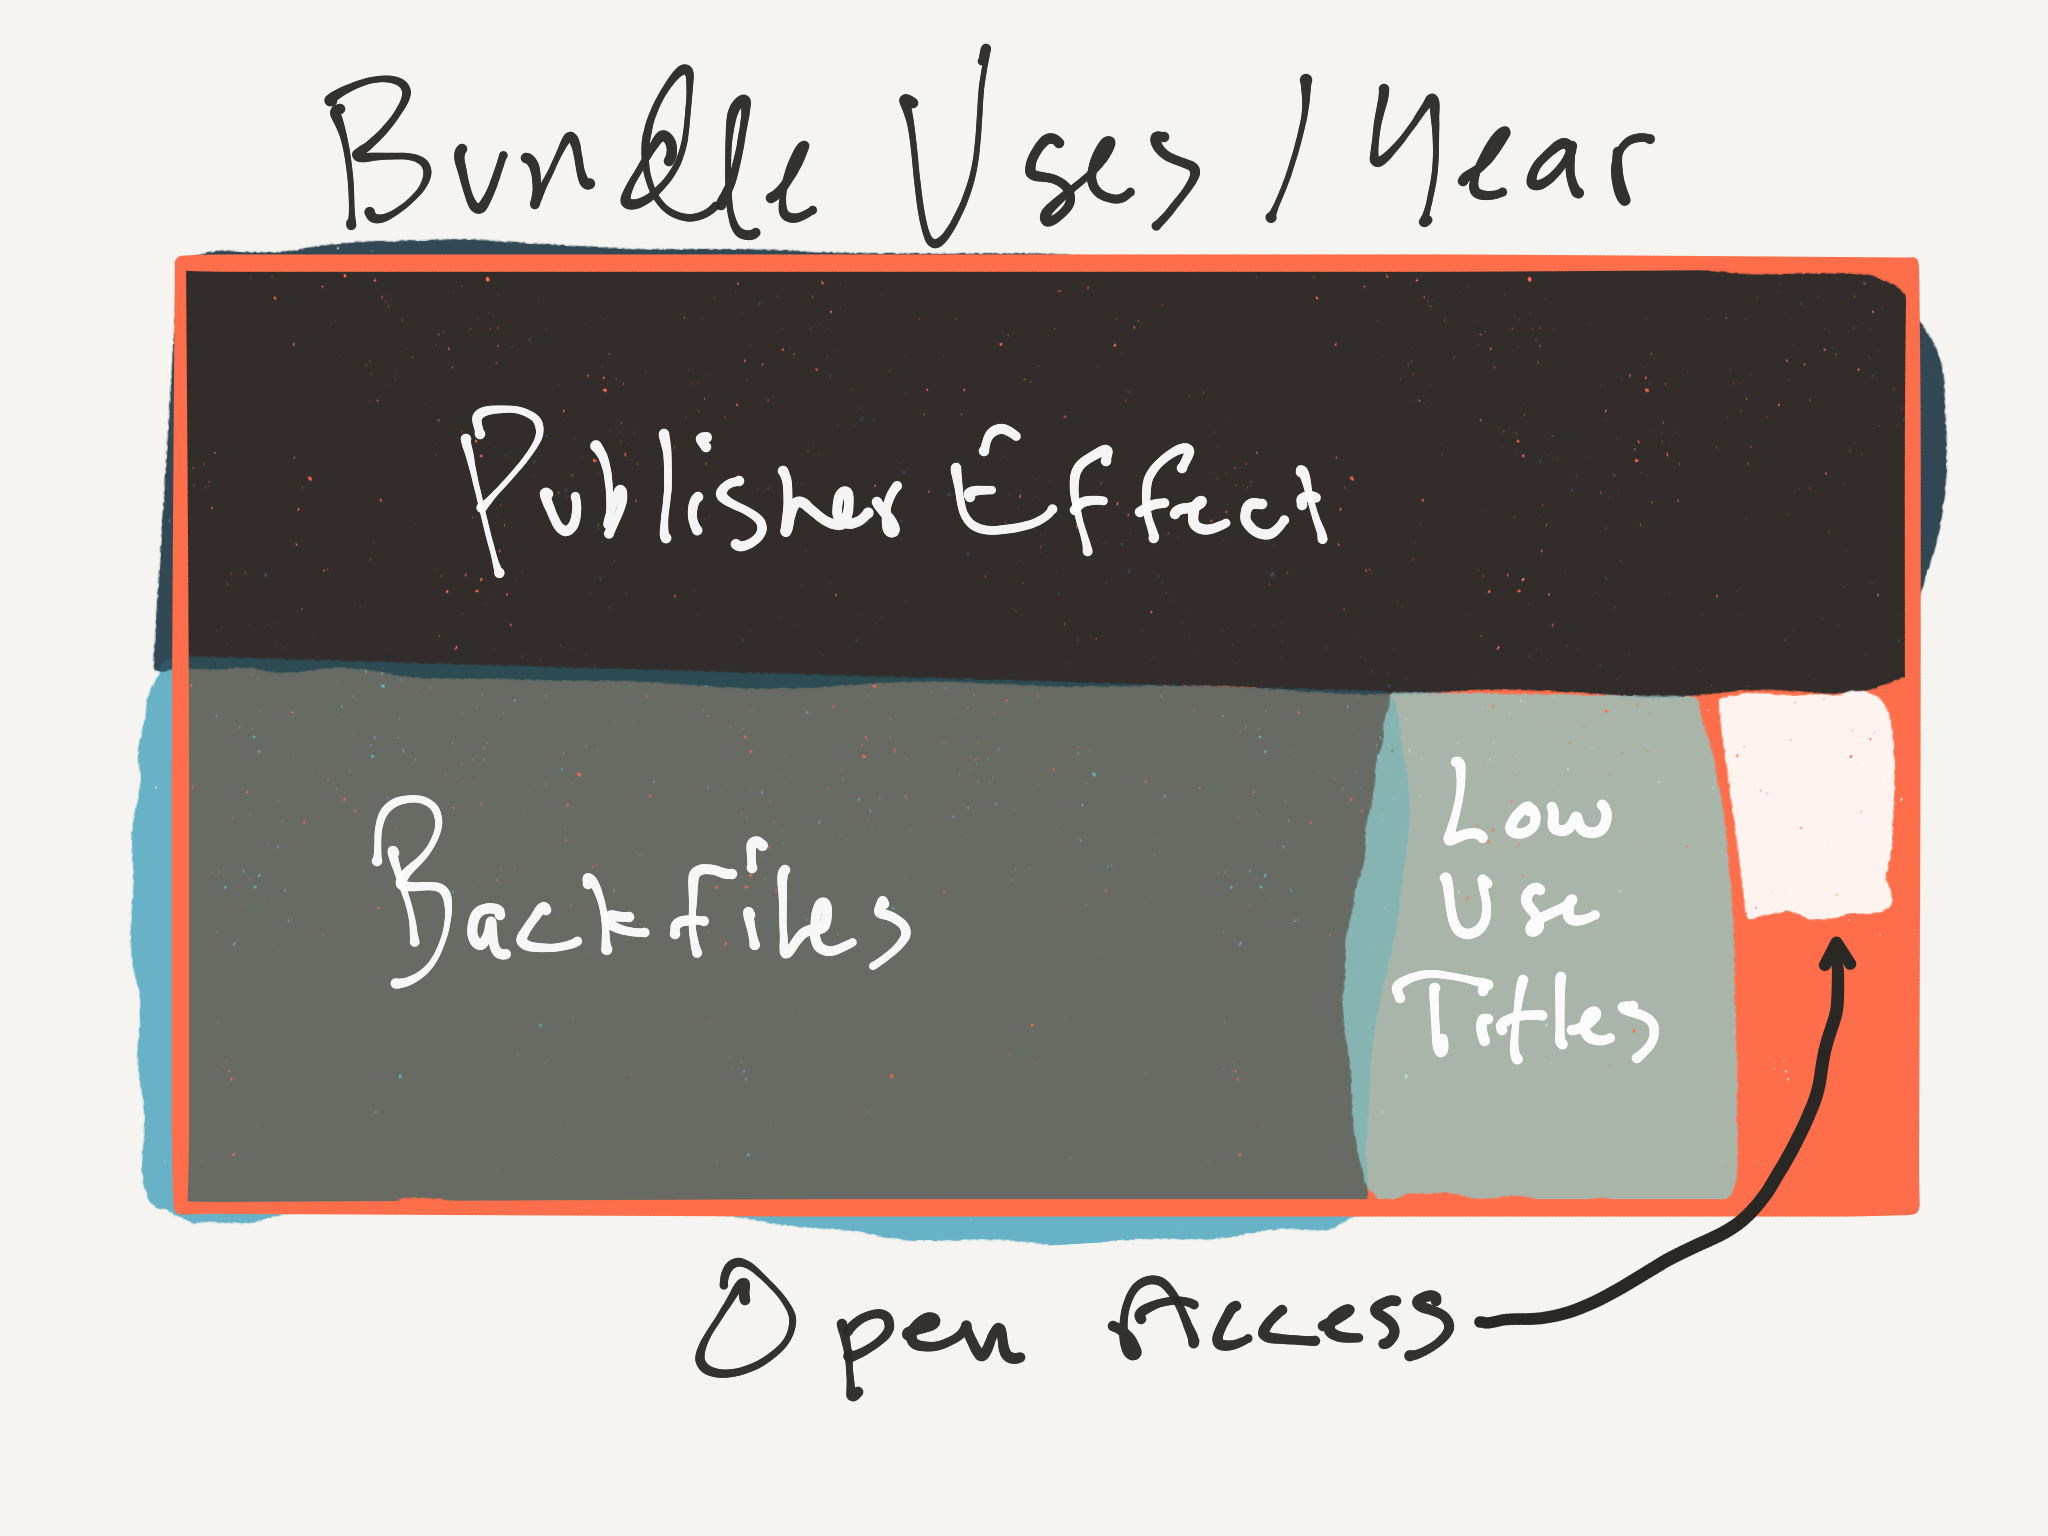 Bundle Uses / Year
Publisher Effect
Backfiles
Low
Use
Titles
Open Access